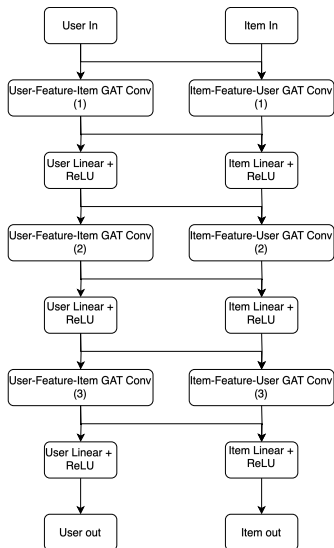 User In
Item In
User-Feature-Item GAT Conv
(1)
Item-Feature-User GAT Conv
(1)
User Linear +
ReLU
Item Linear +
ReLU
User-Feature-Item GAT Conv
(2)
Item-Feature-User GAT Conv
(2)
User Linear +
ReLU
Item Linear +
ReLU
User-Feature-Item GAT Conv
(3)
Item-Feature-User GAT Conv
(3)
User Linear +
ReLU
Item Linear +
ReLU
User out
Item out